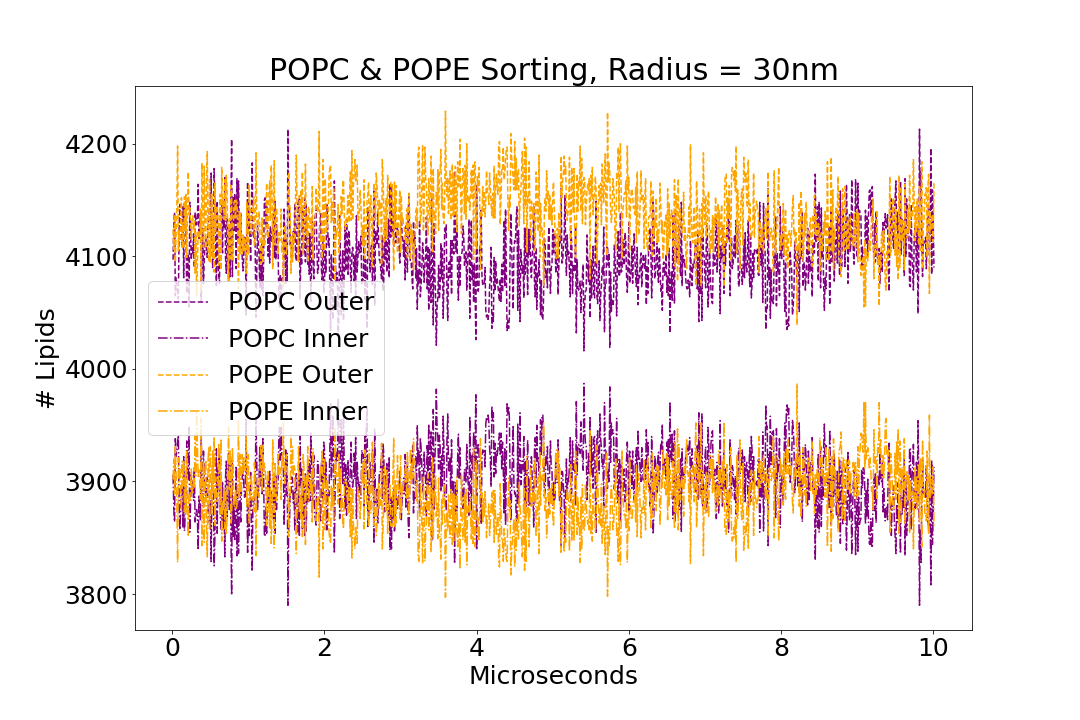 POPC & POPE Sorting, Radius = 30nm
4200
4100
4000
3900
3800
# Lipids
POPC Outer
POPC Inner
POPE Outer
POPE Inner
0 2 4 6 8 10
Microseconds